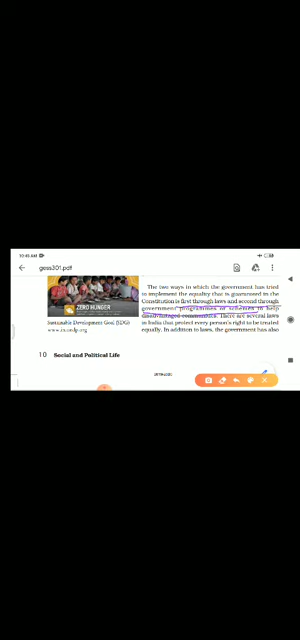 10:45 AM
gess301.pdf
ZERO HUNGER
Sustainable Development Goal (SDG)
www.in.undp.org
The two ways in which the government has tried
to implement the equality that is guaranteed in the
Constitution is first through laws and second through
government programmes or schemes to help
disadvantaged communities. There are several laws
in India that protect every person's right to be treated
equally. In addition to laws, the government has also
10 Social and Political Life